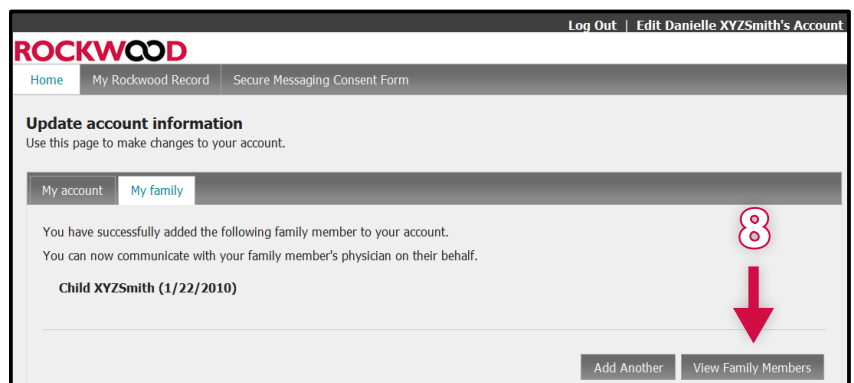 Log Out | Edit Danielle XYZSmith's Account
ROCKWOOD
Home My Rockwood Record Secure Messaging Consent Form
Update account information
Use this page to make changes to your account.
My account My family
You have successfully added the following family member to your account.
You can now communicate with your family member's physician on their behalf.
Child XYZSmith (1/22/2010)
8
Add Another View Family Members